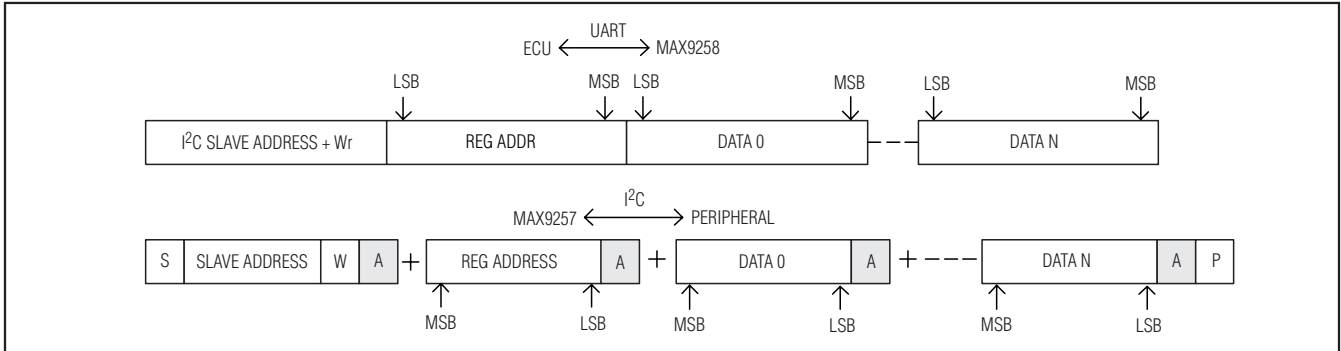 UART
ECU MAX9258
LSB MSB LSB MSB LSB MSB
I²C SLAVE ADDRESS + Wr REG ADDR DATA 0 DATA N
I²C
MAX9257 PERIPHERAL
S SLAVE ADDRESS W A + REG ADDRESS A + DATA 0 A + DATA N A P
MSB LSB MSB LSB MSB LSB